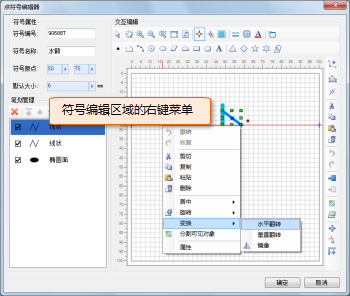 点符号编辑器
符号属性
符号编号: 908887
符号名称: 水鹤
符号原点: 50 75
默认大小: 6
笔划管理
线状
线状
椭圆面
交互编辑
符号编辑区域的右键菜单
撤销
恢复
剪切
复制
粘贴
删除
居中
旋转
变换
分割可见对象
属性
水平翻转
垂直翻转
镜像
确定
取消